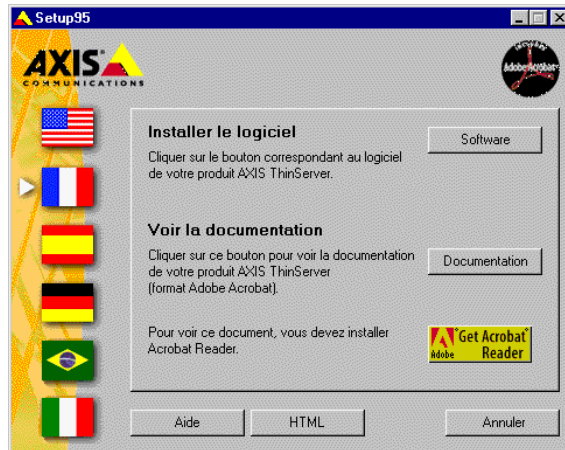 Setup95
AXIS
COMMUNICATIONS
Adobe Acrobat
Installer le logiciel
Cliquer sur le bouton correspondant au logiciel
de votre produit AXIS ThinServer.
Software
Voir la documentation
Cliquer sur ce bouton pour voir la documentation
de votre produit AXIS ThinServer
(format Adobe Acrobat).
Documentation
Pour voir ce document, vous devez installer
Acrobat Reader.
Get Acrobat
Adobe Reader
Aide
HTML
Annuler